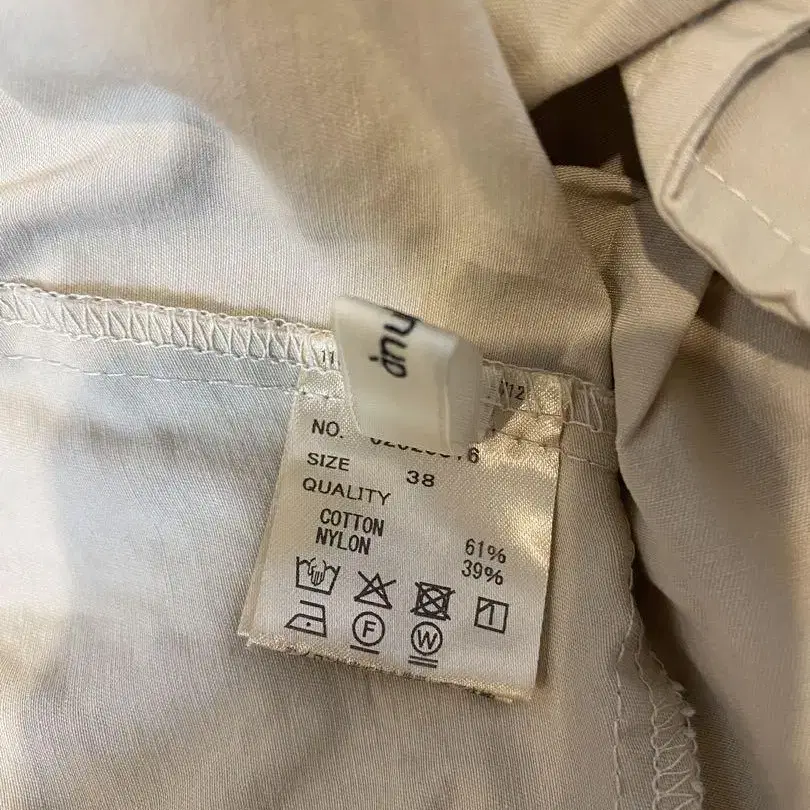 NO.
SIZE 38
QUALITY
COTTON 61%
NYLON 39%
F W